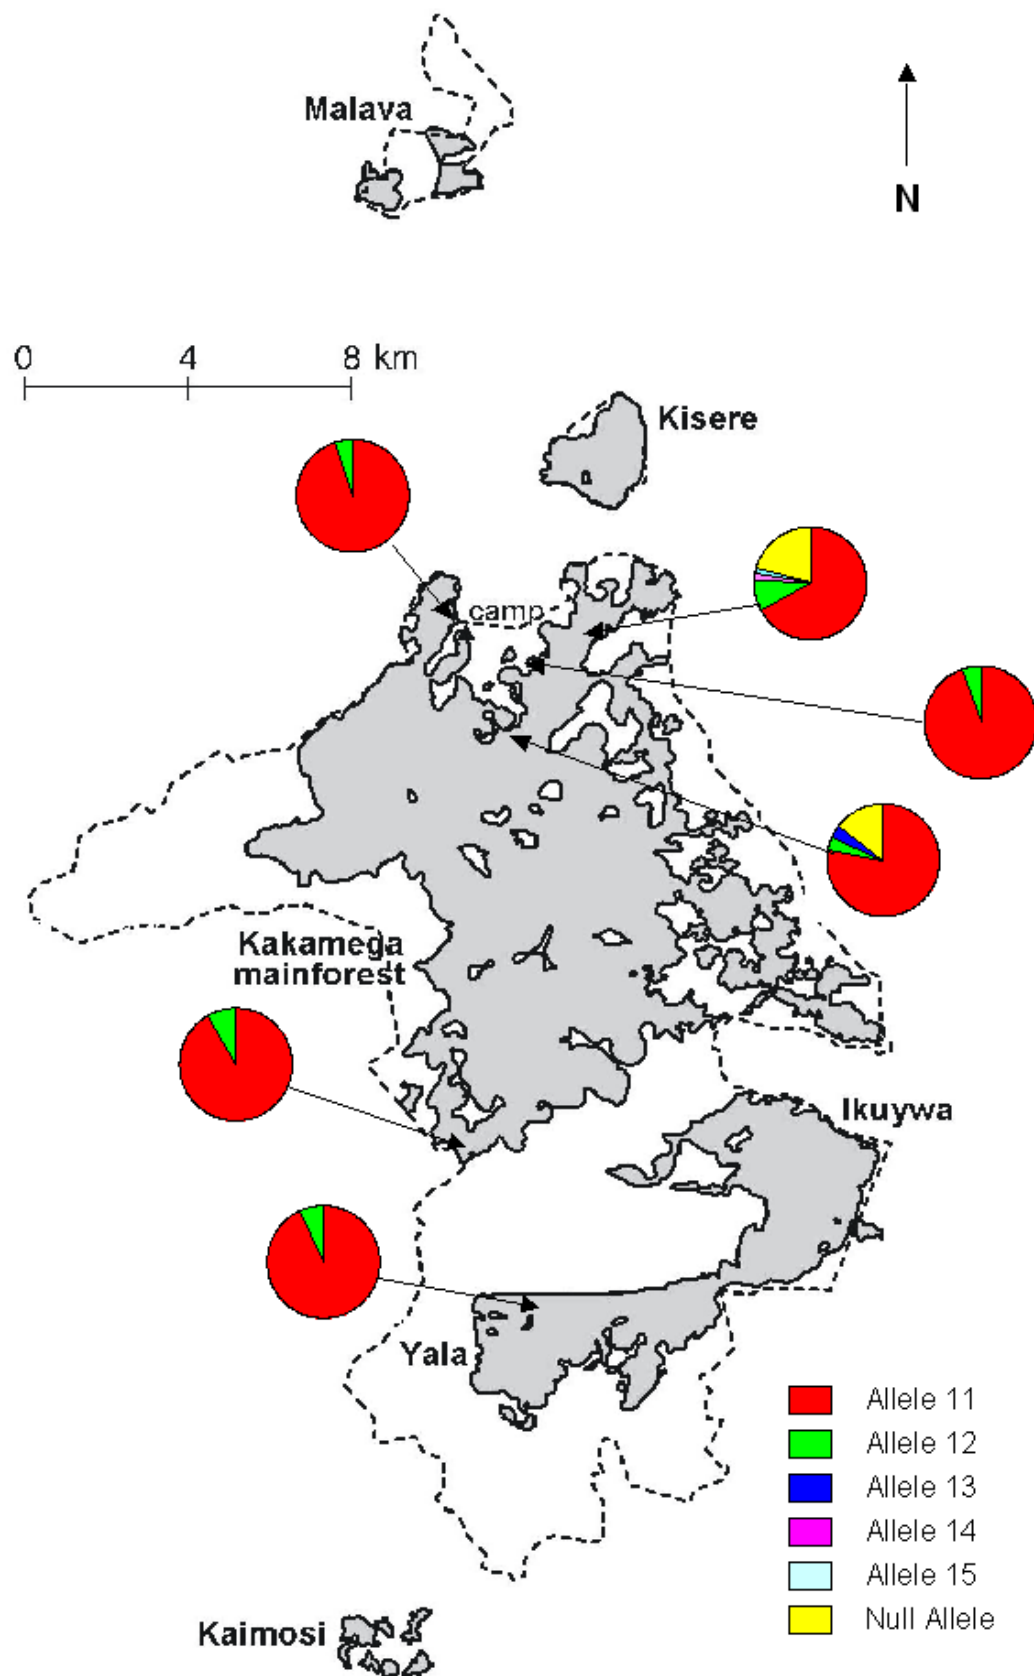 Malava
N
0 4 8 km
Kisere
camp
Kakamega
mainforest
Ikuywa
Yala
Allele 11
Allele 12
Allele 13
Allele 14
Allele 15
Null Allele
Kaimosi